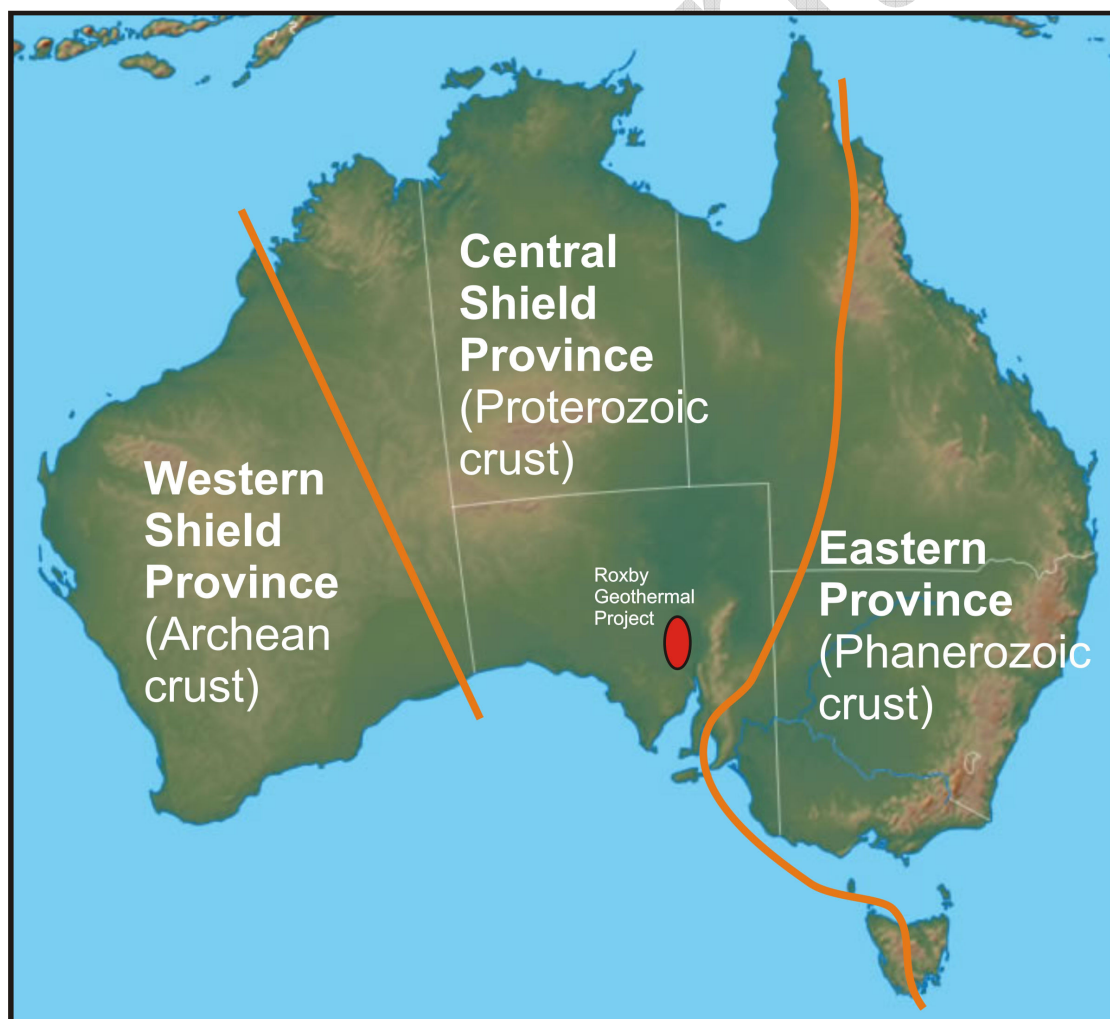 Central
Shield
Province
(Proterozoic
crust)
Western
Shield
Province
(Archean
crust)
Roxby
Geothermal
Project
Eastern
Province
(Phanerozoic
crust)